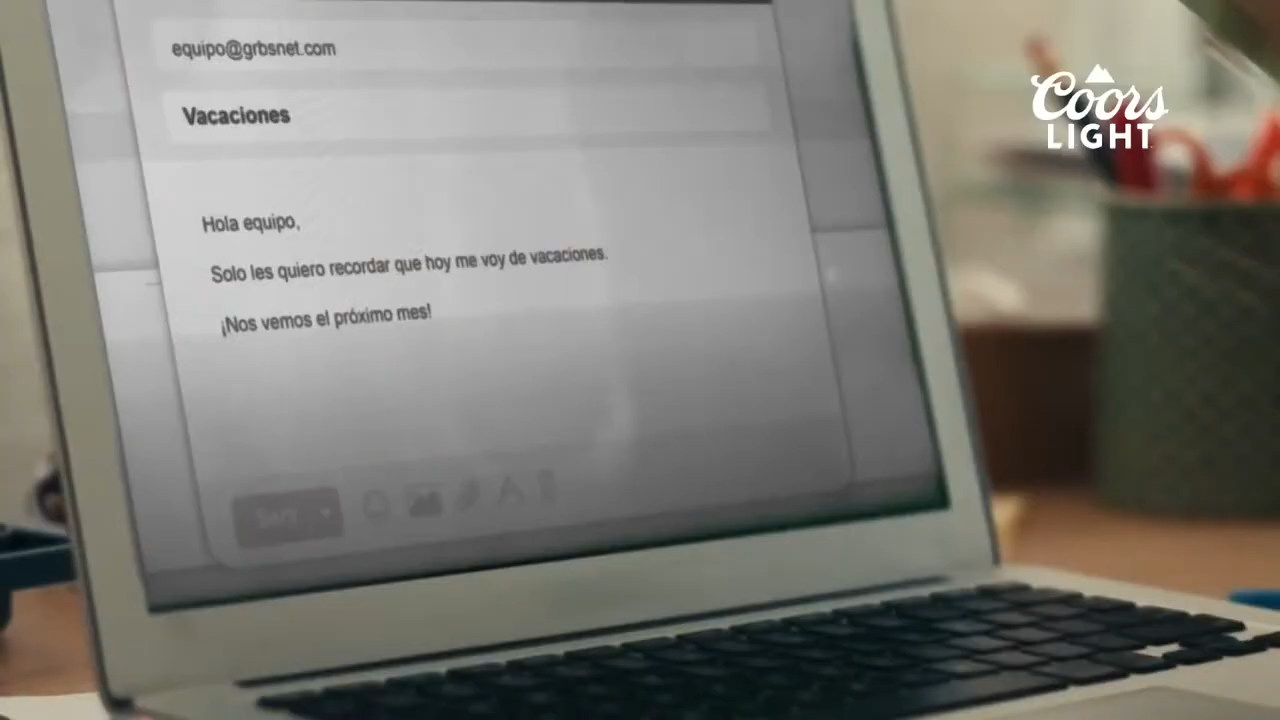 equipo@grbsnet.com
Coors
LIGHT
Vacaciones
Hola equipo,
Solo les quiero recordar que hoy me voy de vacaciones.
¡Nos vemos el próximo mes!